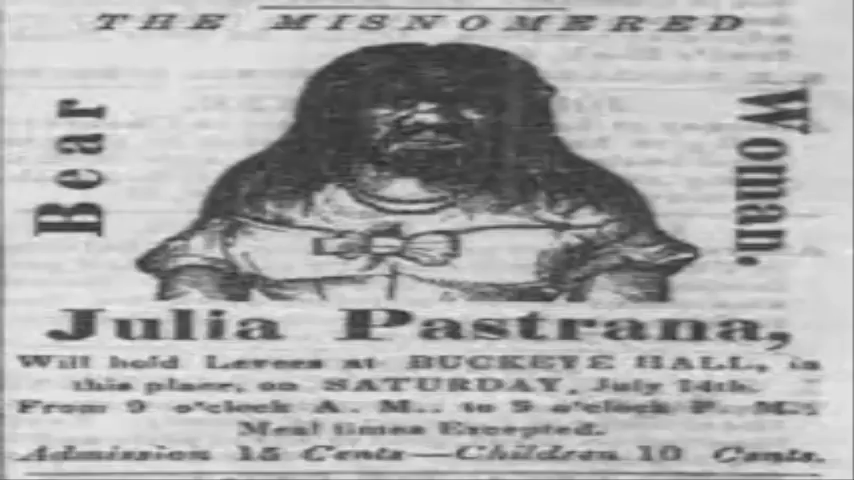 THE MISNOMERED
Bear
Woman.
Julia Pastrana,
Will hold Levees at BUCKEYE HALL, in
this place, on SATURDAY, July 14th.
From 9 o'clock A. M., to 9 o'clock P. M.
Meal times Excepted.
Admission 15 Cents—Children 10 Cents.